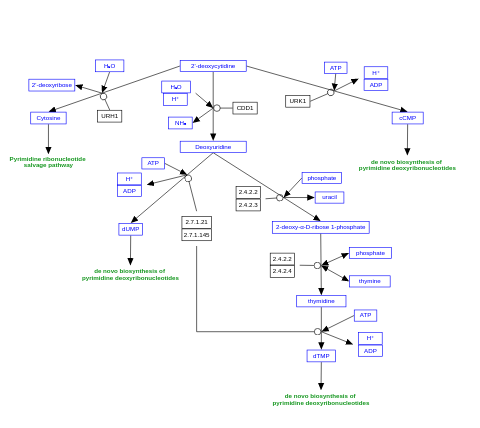 H₂O
2'-deoxycytidine
ATP
H⁺
ADP
2'-deoxyribose
H₂O
H⁺
URK1
CDD1
URH1
Cytosine
NH₃
cCMP
Deoxyuridine
Pyrimidine ribonucleotide
salvage pathway
de novo biosynthesis of
pyrimidine deoxyribonucleotides
ATP
H⁺
ADP
phosphate
2.4.2.2
2.4.2.3
uracil
2.7.1.21
2.7.1.145
dUMP
2-deoxy-α-D-ribose 1-phosphate
phosphate
2.4.2.2
2.4.2.4
de novo biosynthesis of
pyrimidine deoxyribonucleotides
thymine
thymidine
ATP
H⁺
ADP
dTMP
de novo biosynthesis of
pyrimidine deoxyribonucleotides